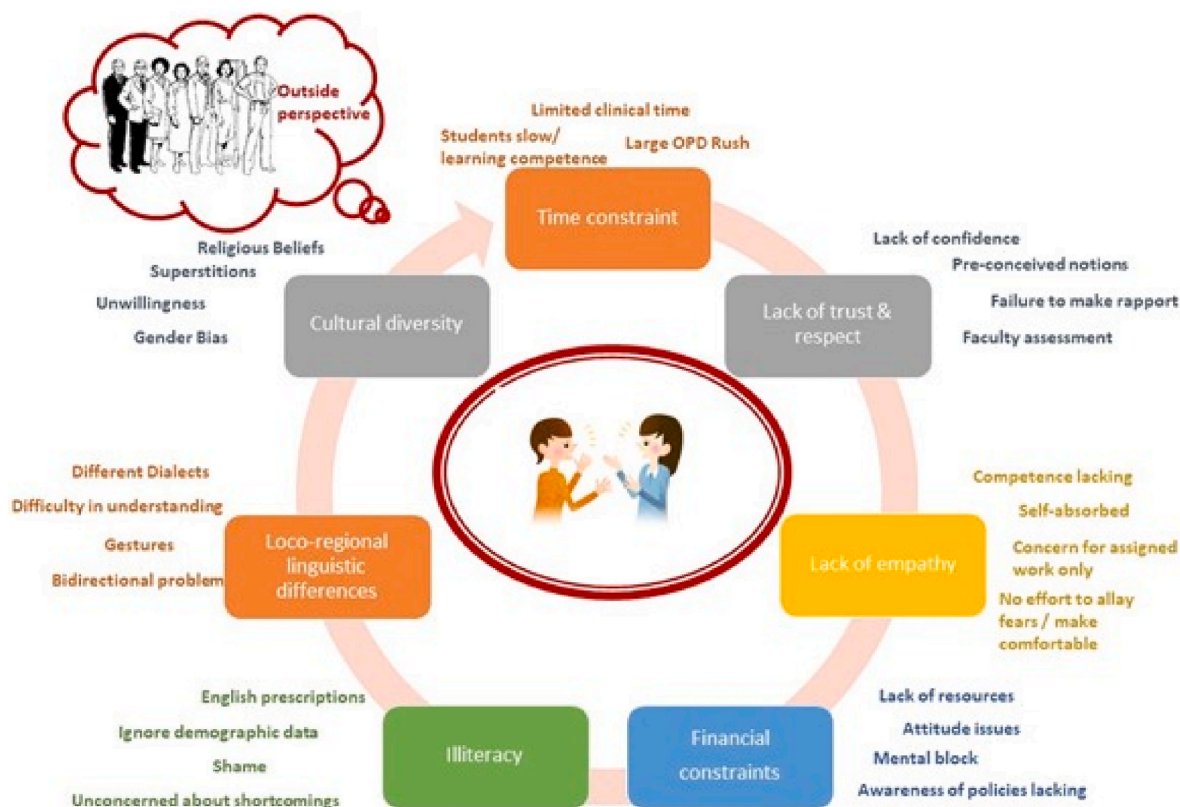 Outside
perspective
Limited clinical time
Students slow/
learning competence
Large OPD Rush
Time constraint
Lack of confidence
Pre-conceived notions
Failure to make rapport
Faculty assessment
Lack of trust &
respect
Competence lacking
Self-absorbed
Concern for assigned
work only
No effort to allay
fears / make
comfortable
Lack of empathy
Lack of resources
Attitude issues
Mental block
Awareness of policies lacking
Financial
constraints
English prescriptions
Ignore demographic data
Shame
Unconcerned about shortcomings
Illiteracy
Different Dialects
Difficulty in understanding
Gestures
Bidirectional problem
Loco-regional
linguistic
differences
Religious Beliefs
Superstitions
Unwillingness
Gender Bias
Cultural diversity